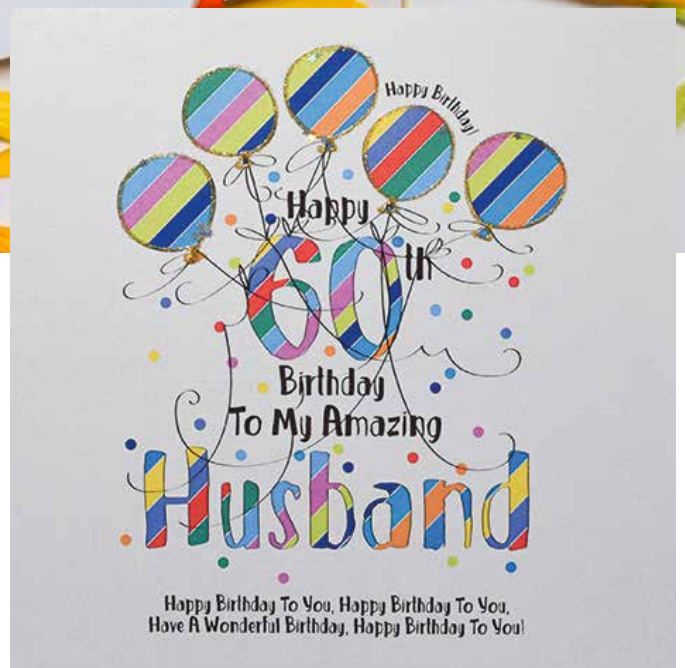 Happy Birthday!
Happy
60th
Birthday
To My Amazing
Husband
Happy Birthday To You, Happy Birthday To You,
Have A Wonderful Birthday, Happy Birthday To You!